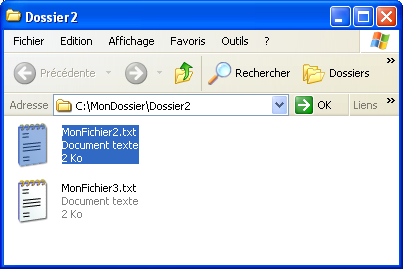 Dossier2
Fichier Edition Affichage Favoris Outils ?
Précédente Rechercher Dossiers
Adresse C:\MonDossier\Dossier2 OK Liens
MonFichier2.txt
Document texte
2 Ko
MonFichier3.txt
Document texte
2 Ko